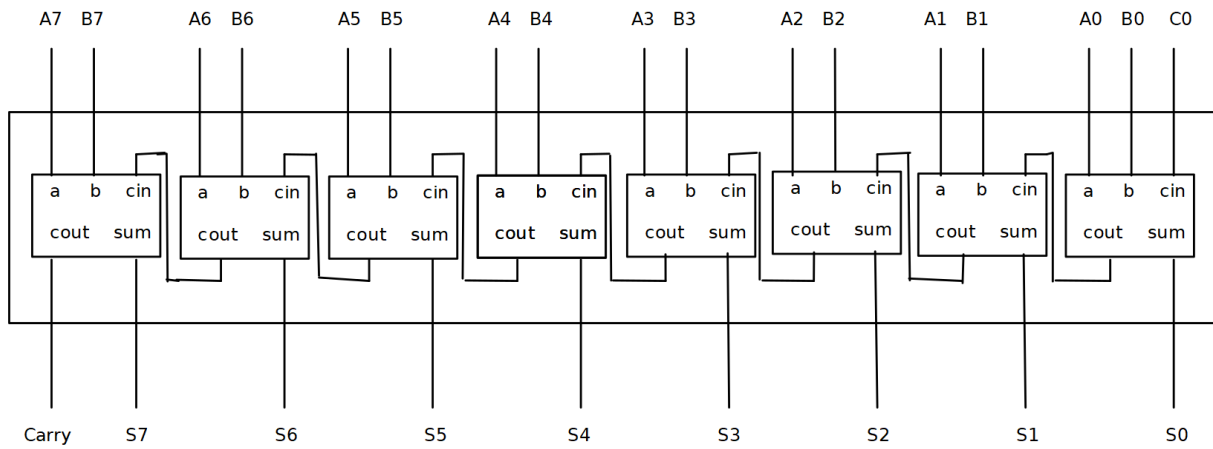 A7 B7 A6 B6 A5 B5 A4 B4 A3 B3 A2 B2 A1 B1 A0 B0 C0
a b cin a b cin a b cin a b cin a b cin a b cin a b cin a b cin
cout sum cout sum cout sum cout sum cout sum cout sum cout sum cout sum
Carry S7 S6 S5 S4 S3 S2 S1 S0